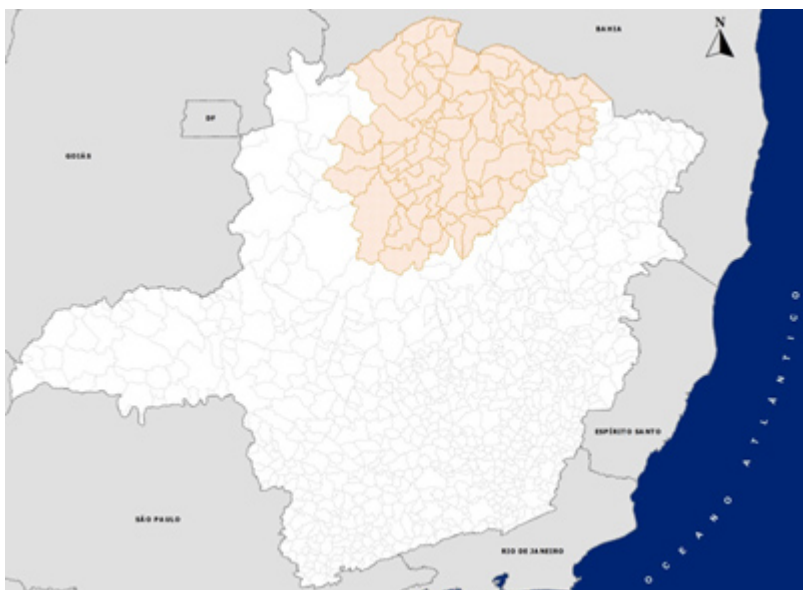 BAHIA
N
DF
GOIÁS
OCEANO ATLÂNTICO
ESPÍRITO SANTO
SÃO PAULO
RIO DE JANEIRO